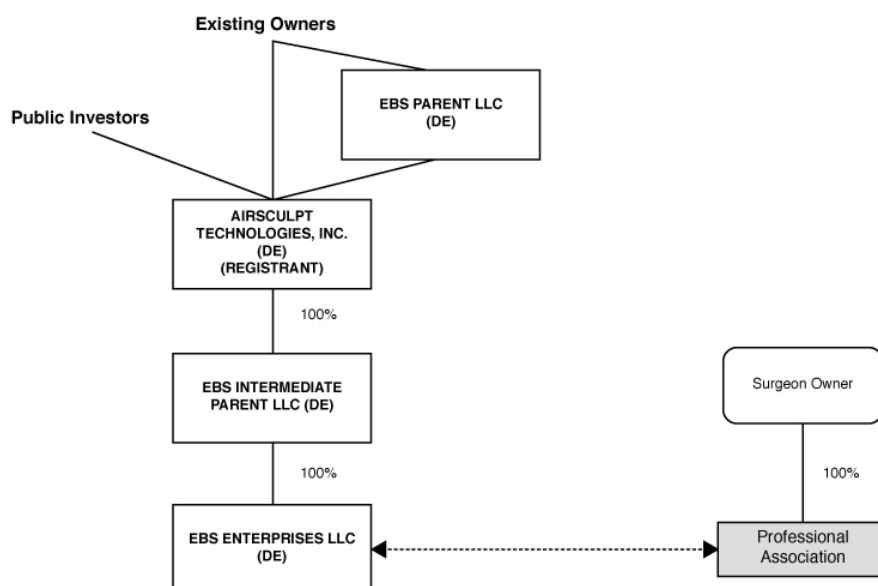 Existing Owners
EBS PARENT LLC
(DE)
Public Investors
AIRSCULPT
TECHNOLOGIES, INC.
(DE)
(REGISTRANT)
100%
EBS INTERMEDIATE
PARENT LLC (DE)
Surgeon Owner
100%
100%
EBS ENTERPRISES LLC
(DE)
Professional
Association